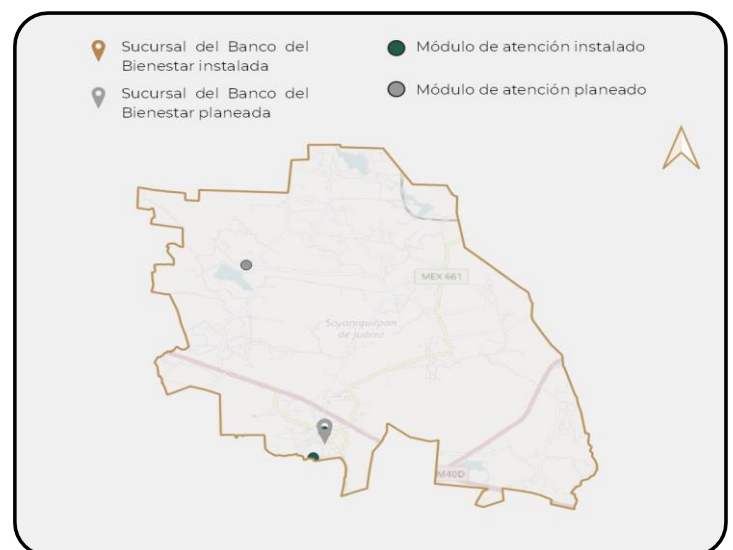 Sucursal del Banco del
Bienestar instalada
Sucursal del Banco del
Bienestar planeada
Módulo de atención instalado
Módulo de atención planeado
MEX 661
Soyaniquilpan
de Juárez
M40D